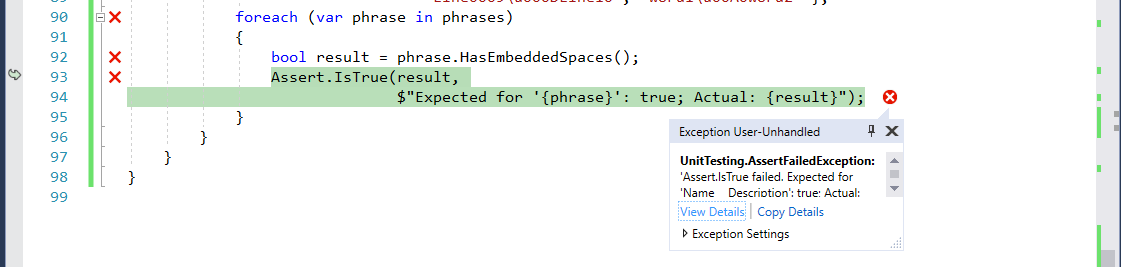 90 foreach (var phrase in phrases)
91 {
92 bool result = phrase.HasEmbeddedSpaces();
93 Assert.IsTrue(result,
94 $"Expected for '{phrase}': true; Actual: {result}");
95 }
96 }
97 }
98 }
99
Exception User-Unhandled
UnitTesting.AssertFailedException:
'Assert.IsTrue failed. Expected for
'Name Description': true; Actual:
View Details | Copy Details
Exception Settings